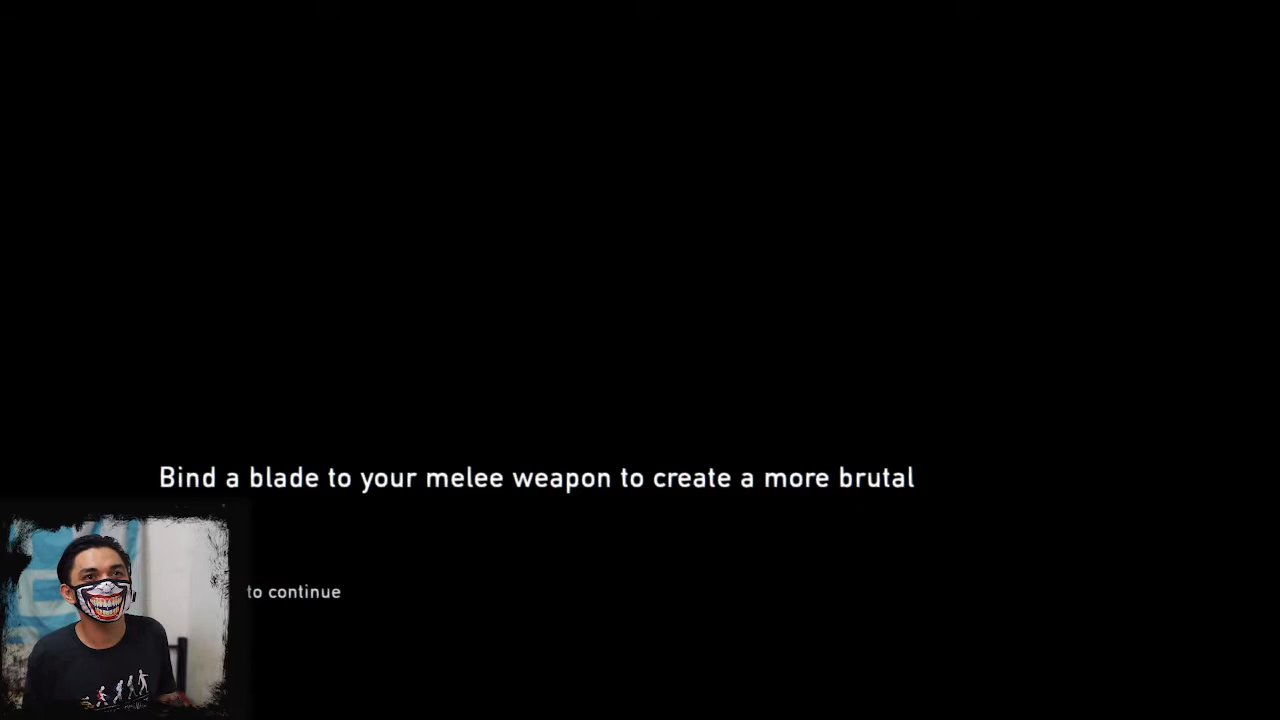 Bind a blade to your melee weapon to create a more brutal
to continue